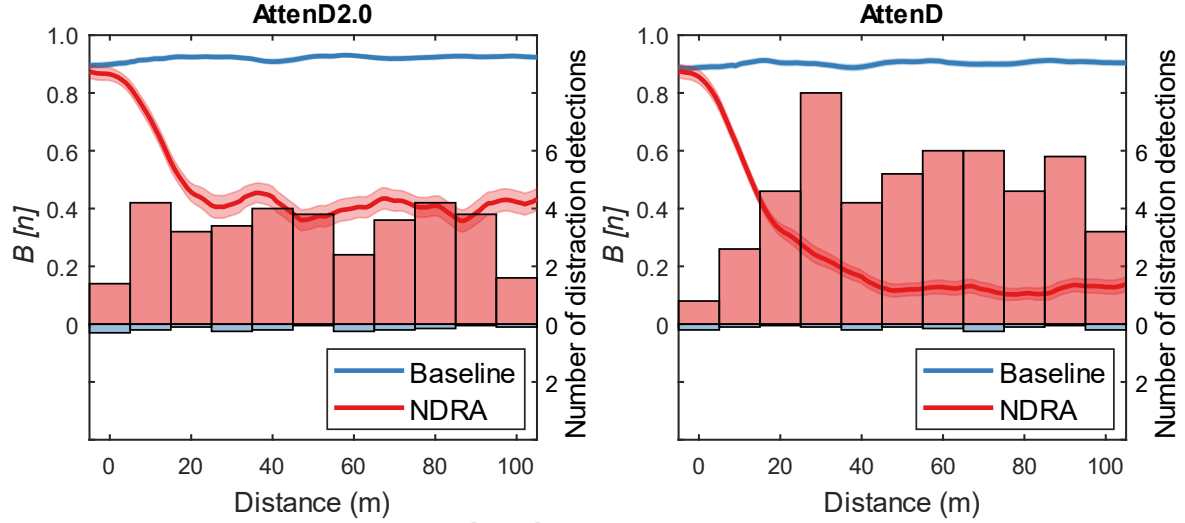 AttenD2.0
AttenD
1.0
0.8
0.6
0.4
0.2
0
B [n]
6
4
2
0
2
Number of distraction detections
Baseline
NDRA
0
20
40
60
80
100
Distance (m)
1.0
0.8
0.6
0.4
0.2
0
B [n]
6
4
2
0
2
Number of distraction detections
Baseline
NDRA
0
20
40
60
80
100
Distance (m)